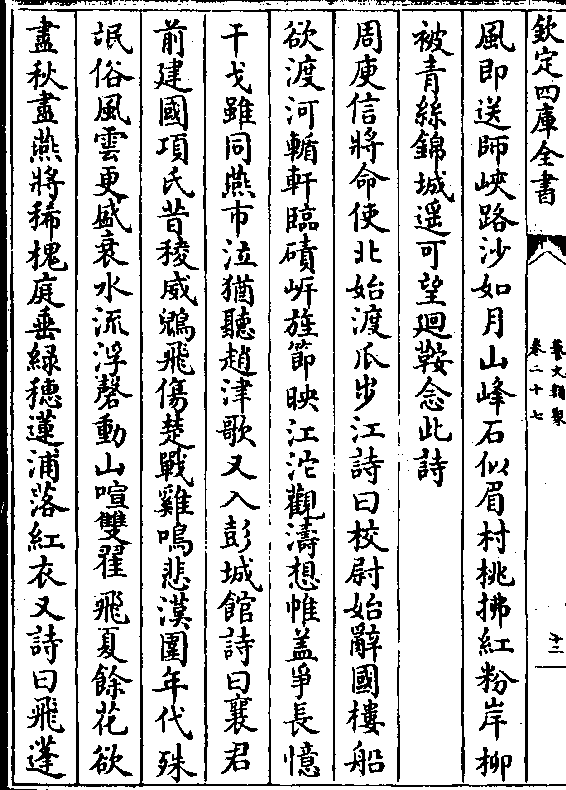 欽定四庫全書
藝文類聚
卷二十七
十二
風即送師峽路沙如月山峰石似眉村桃拂紅粉岸柳
被青絲錦城遥可望廻鞍念此詩
周庾信將命使北始渡瓜步江詩曰校尉始辭國樓船
欲渡河輴軒臨磧岍旌節映江沱觀濤想帷蓋爭長憶
干戈雖同燕市泣猶聽趙津歌又入彭城館詩曰襄君
前建國項氏昔稜威鵶飛傷楚戰雞鳴悲漢圍年代殊
氓俗風雲更盛衰水流浮磬動山喧雙翟飛夏餘花欲
盡秋盡燕將稀槐庭垂緑穗蓮浦落紅衣又詩曰飛蓬